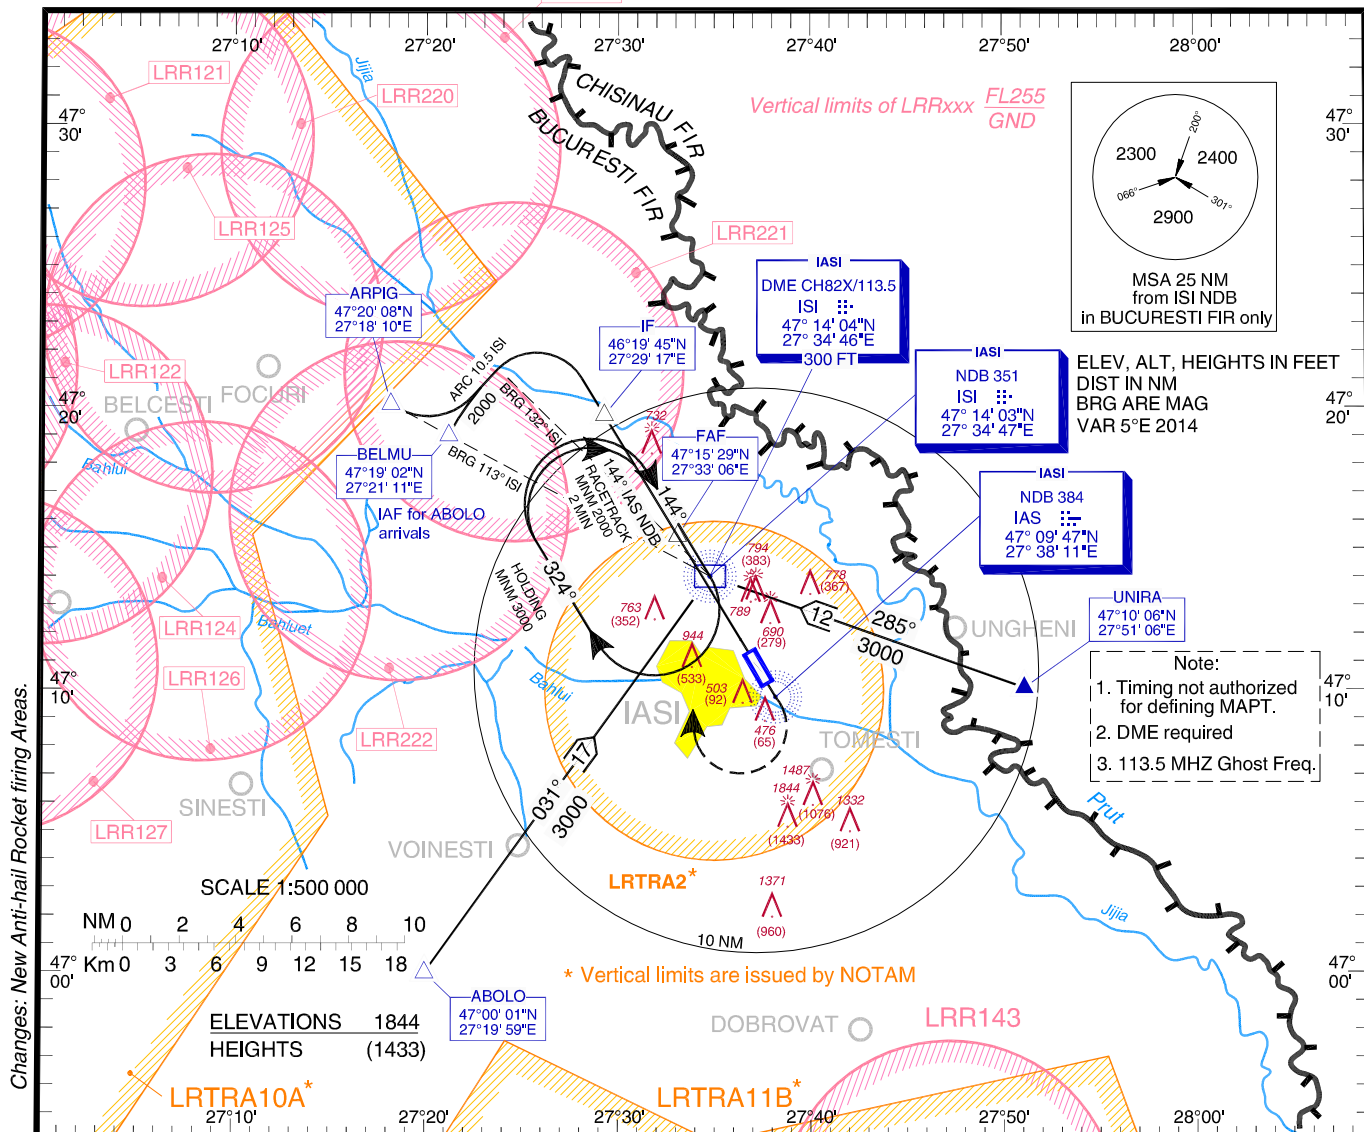 27°10'
27°20'
27°30'
27°40'
27°50'
28°00'
LRR121
LRR220
Jijia
CHISINAU FIR
BUCURESTI FIR
Vertical limits of LRRxxx FL255
GND
47°
30'
47°
30'
200°
2300
2400
066°
301°
2900
MSA 25 NM
from ISI NDB
in BUCURESTI FIR only
LRR125
LRR221
ARPIG
47°20' 08"N
27°18' 10"E
IF
46°19' 45"N
27°29' 17"E
IASI
DME CH82X/113.5
ISI
47° 14' 04"N
27° 34' 46"E
300 FT
IASI
NDB 351
ISI
47° 14' 03"N
27° 34' 47"E
ELEV, ALT, HEIGHTS IN FEET
DIST IN NM
BRG ARE MAG
VAR 5°E 2014
LRR122
FOCURI
BELCESTI
47°
20'
47°
20'
ARC 10.5 ISI
2000
BRG 132° ISI
BRG 113° ISI
732
FAF
47°15' 29"N
27°33' 06"E
BELMU
47°19' 02"N
27°21' 11"E
IAF for ABOLO
arrivals
Bahlui
144° IAS NDB
RACETRACK
MNM 2000
2 MIN
144°
IASI
NDB 384
IAS
47° 09' 47"N
27° 38' 11"E
324°
HOLDING
MNM 3000
794
(383)
789
778
(367)
690
(279)
763
(352)
944
(533)
503
(92)
476
(65)
12
285°
3000
UNGHENI
UNIRA
47°10' 06"N
27°51' 06"E
LRR124
Bahluet
LRR126
LRR222
LRR127
47°
10'
47°
10'
Bahlui
IASI
TOMESTI
Note:
1. Timing not authorized
for defining MAPT.
2. DME required
3. 113.5 MHZ Ghost Freq.
SINESTI
VOINESTI
17
031°
3000
1487
(1076)
1844
(1433)
1332
(921)
1371
(960)
Prut
Jijia
LRTRA2*
10 NM
SCALE 1:500 000
NM 0 2 4 6 8 10
Km 0 3 6 9 12 15 18
47°
00'
47°
00'
* Vertical limits are issued by NOTAM
ABOLO
47°00' 01"N
27°19' 59"E
ELEVATIONS 1844
HEIGHTS (1433)
DOBROVAT
LRR143
LRTRA10A*
LRTRA11B*
27°10'
27°20'
27°30'
27°40'
27°50'
28°00'
Changes: New Anti-hail Rocket firing Areas.